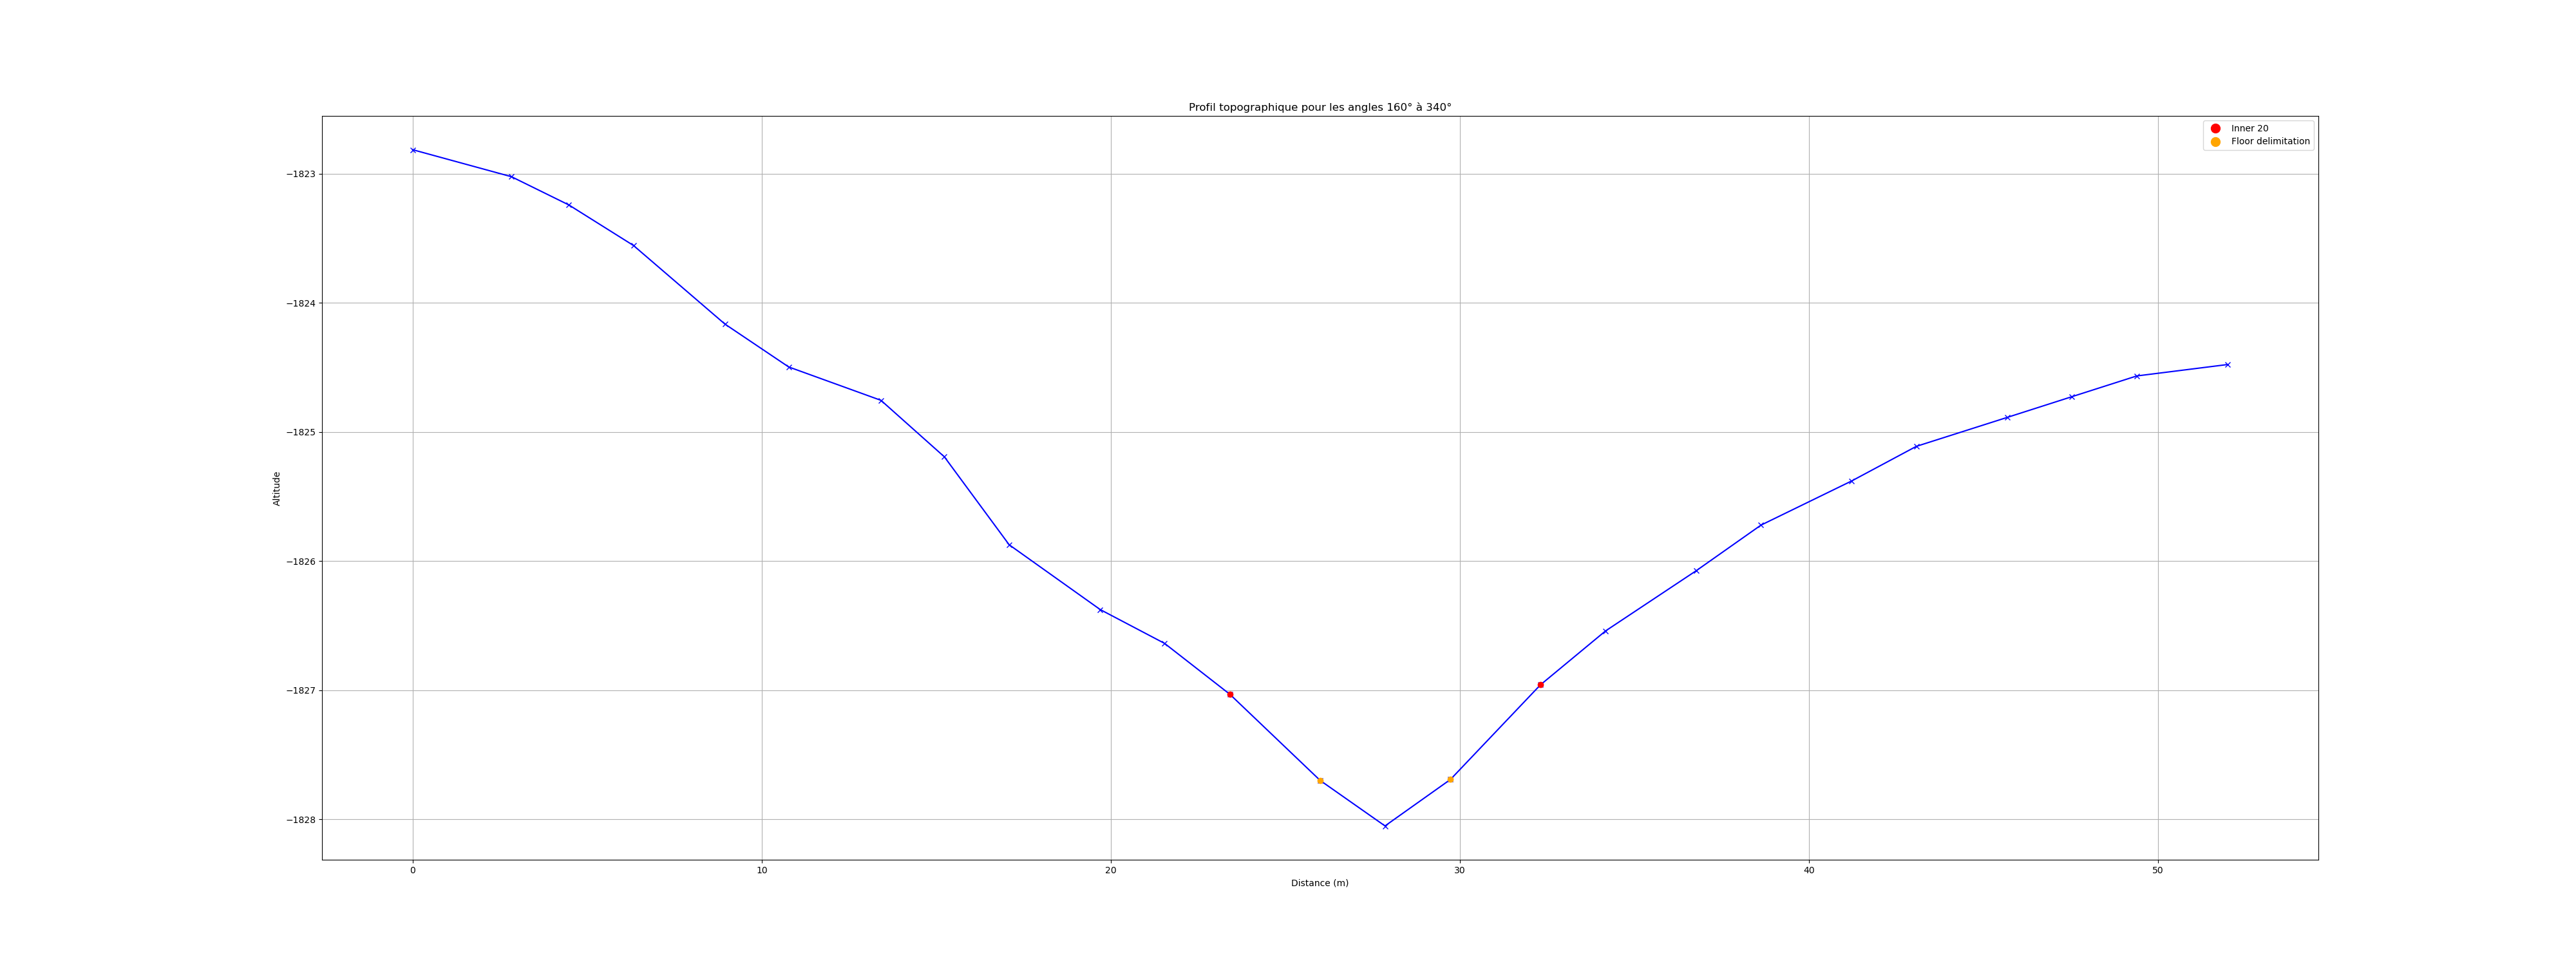 Profil topographique pour les angles 160° à 340°
Inner 20
Floor delimitation
−1823
−1824
−1825
−1826
−1827
−1828
Altitude
0 10 20 30 40 50
Distance (m)